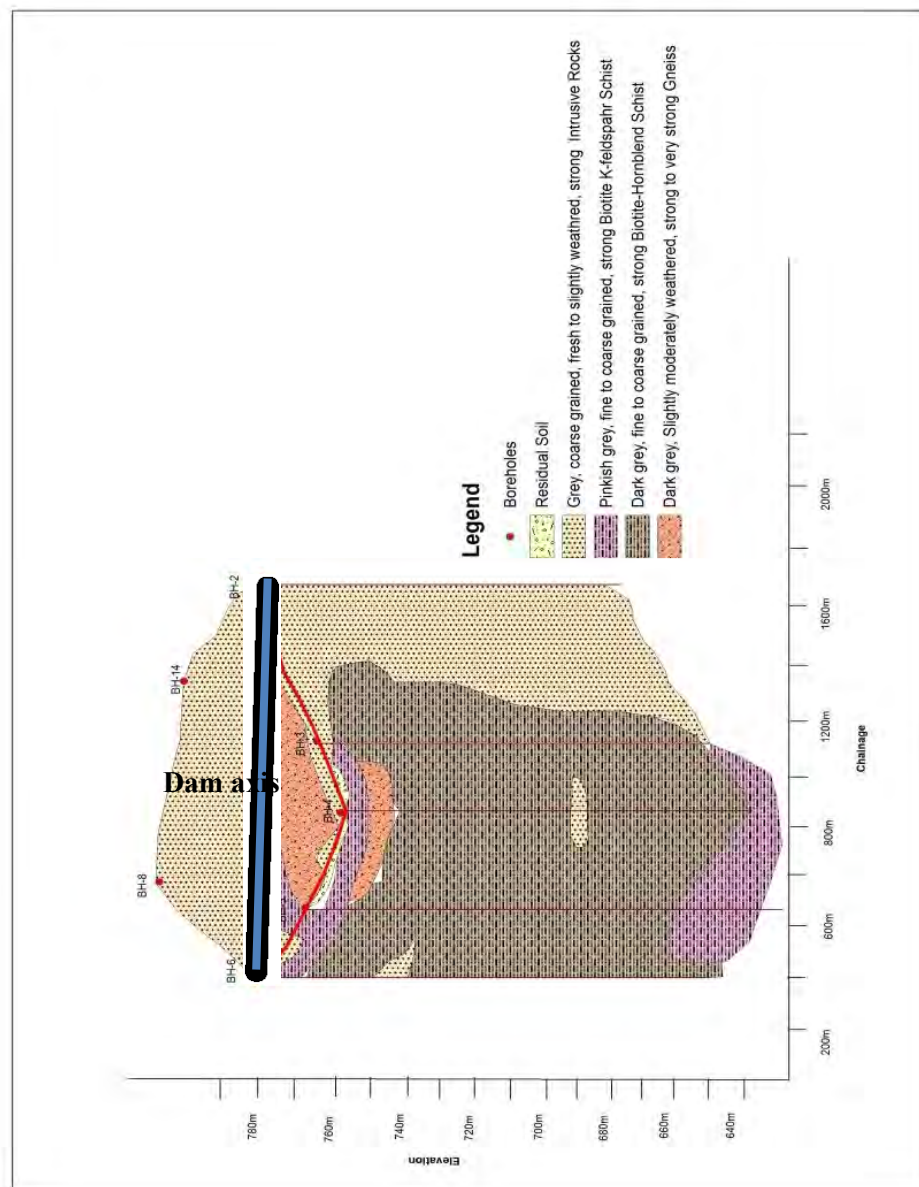 BH-2
BH-14
BH-3
BH-8
BH-6
Dam axis
Legend
Boreholes
Residual Soil
Grey, coarse grained, fresh to slightly weathred, strong Intrusive Rocks
Pinkish grey, fine to coarse grained, strong Biotite K-feldspahr Schist
Dark grey, fine to coarse grained, strong Biotite-Hornblend Schist
Dark grey, Slightly moderately weathered, strong to very strong Gneiss
780m
760m
740m
720m
700m
680m
660m
640m
Elevation
200m
400m
600m
800m
1200m
1600m
2000m
Chainage